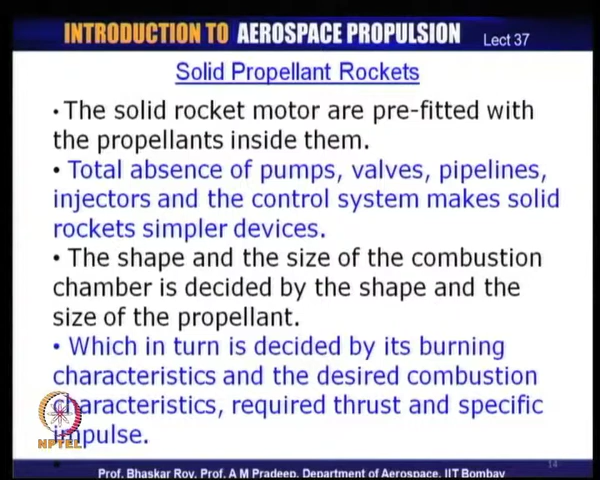 INTRODUCTION TO AEROSPACE PROPULSION Lect 37
Solid Propellant Rockets
• The solid rocket motor are pre-fitted with
the propellants inside them.
• Total absence of pumps, valves, pipelines,
injectors and the control system makes solid
rockets simpler devices.
• The shape and the size of the combustion
chamber is decided by the shape and the
size of the propellant.
• Which in turn is decided by its burning
characteristics and the desired combustion
characteristics, required thrust and specific
impulse.
NPTEL
Prof. Bhaskar Roy, Prof. A M Pradeep, Department of Aerospace, IIT Bombay
14